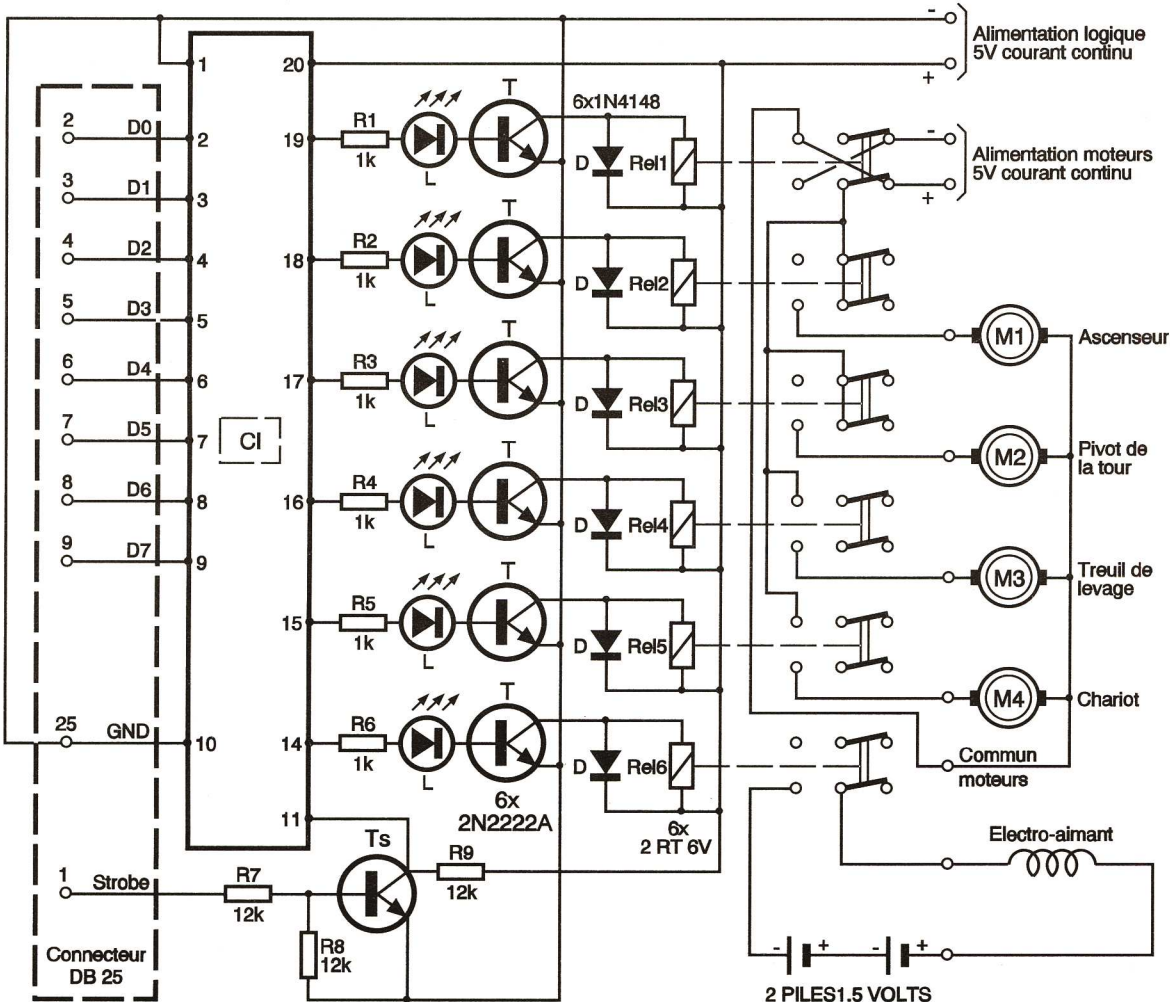 -
Alimentation logique
5V courant continu
+
1
20
T
6x1N4148
2
D0
2
19
R1
1k
L
D
Rel1
-
Alimentation moteurs
5V courant continu
+
3
D1
3
4
D2
4
18
R2
1k
L
T
D
Rel2
5
D3
5
M1
Ascenseur
6
D4
6
17
R3
1k
L
T
D
Rel3
7
D5
7
CI
M2
Pivot de
la tour
8
D6
8
16
R4
1k
L
T
D
Rel4
9
D7
9
M3
Treuil de
levage
15
R5
1k
L
T
D
Rel5
M4
Chariot
25
GND
10
14
R6
1k
L
T
D
Rel6
Commun
moteurs
6x
2N2222A
6x
2 RT 6V
11
Ts
R9
12k
Electro-aimant
1
Strobe
R7
12k
R8
12k
Connecteur
DB 25
- + - +
2 PILES1.5 VOLTS